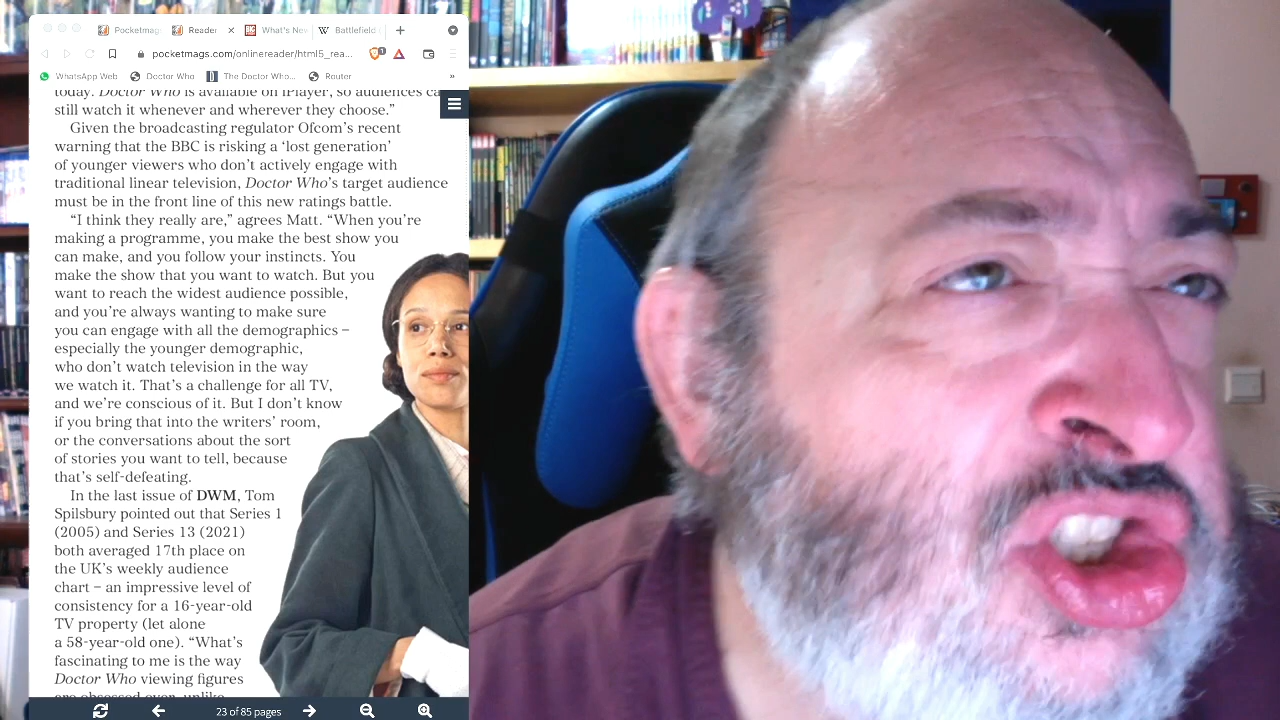 Pocketmag
Reader
What's Nev
Battlefield (
pocketmags.com/onlinereader/html5_rea...
1
WhatsApp Web
Doctor Who
The Doctor Who...
Router
»
today. Doctor Who is available on iPlayer, so audiences ca
still watch it whenever and wherever they choose.”
Given the broadcasting regulator Ofcom’s recent
warning that the BBC is risking a ‘lost generation’
of younger viewers who don’t actively engage with
traditional linear television, Doctor Who’s target audience
must be in the front line of this new ratings battle.
“I think they really are,” agrees Matt. “When you’re
making a programme, you make the best show you
can make, and you follow your instincts. You
make the show that you want to watch. But you
want to reach the widest audience possible,
and you’re always wanting to make sure
you can engage with all the demographics –
especially the younger demographic,
who don’t watch television in the way
we watch it. That’s a challenge for all TV,
and we’re conscious of it. But I don’t know
if you bring that into the writers’ room,
or the conversations about the sort
of stories you want to tell, because
that’s self-defeating.
In the last issue of DWM, Tom
Spilsbury pointed out that Series 1
(2005) and Series 13 (2021)
both averaged 17th place on
the UK’s weekly audience
chart – an impressive level of
consistency for a 16-year-old
TV property (let alone
a 58-year-old one). “What’s
fascinating to me is the way
Doctor Who viewing figures
are obsessed over, unlike
23 of 85 pages